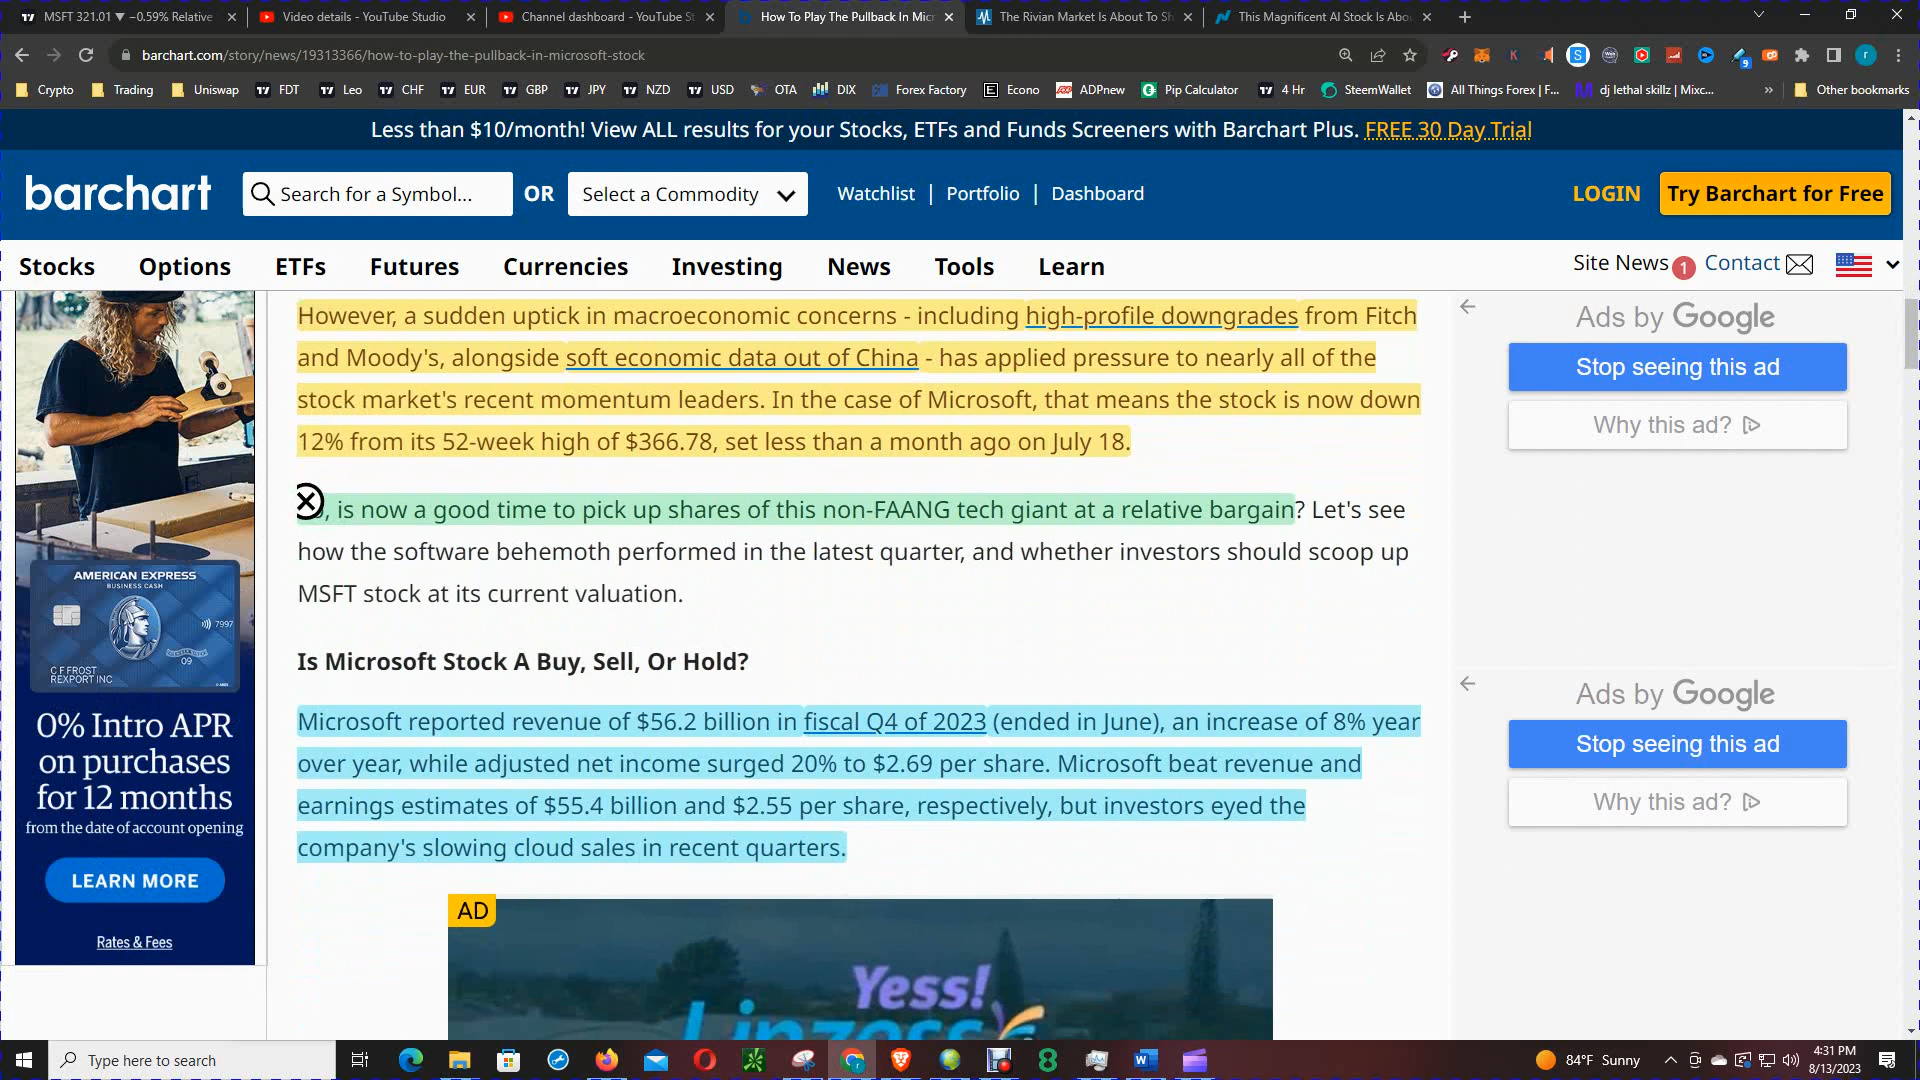 MSFT 321.01 ▼ −0.59% Relative
Video details - YouTube Studio
Channel dashboard - YouTube St
How To Play The Pullback In Micr
The Rivian Market Is About To Sh
This Magnificent AI Stock Is Abou
barchart.com/story/news/19313366/how-to-play-the-pullback-in-microsoft-stock
Crypto
Trading
Uniswap
FDT
Leo
CHF
EUR
GBP
JPY
NZD
USD
OTA
DIX
Forex Factory
Econo
ADPnew
Pip Calculator
4 Hr
SteemWallet
All Things Forex | F...
dj lethal skillz | Mixc...
»
Other bookmarks
Less than $10/month! View ALL results for your Stocks, ETFs and Funds Screeners with Barchart Plus. FREE 30 Day Trial
barchart
Search for a Symbol...
OR
Select a Commodity
Watchlist | Portfolio | Dashboard
LOGIN
Try Barchart for Free
Stocks
Options
ETFs
Futures
Currencies
Investing
News
Tools
Learn
Site News 1
Contact
However, a sudden uptick in macroeconomic concerns - including high-profile downgrades from Fitch
and Moody's, alongside soft economic data out of China - has applied pressure to nearly all of the
stock market's recent momentum leaders. In the case of Microsoft, that means the stock is now down
12% from its 52-week high of $366.78, set less than a month ago on July 18.
, is now a good time to pick up shares of this non-FAANG tech giant at a relative bargain? Let's see
how the software behemoth performed in the latest quarter, and whether investors should scoop up
MSFT stock at its current valuation.
Is Microsoft Stock A Buy, Sell, Or Hold?
Microsoft reported revenue of $56.2 billion in fiscal Q4 of 2023 (ended in June), an increase of 8% year
over year, while adjusted net income surged 20% to $2.69 per share. Microsoft beat revenue and
earnings estimates of $55.4 billion and $2.55 per share, respectively, but investors eyed the
company's slowing cloud sales in recent quarters.
AD
Yess!
Linzess
AMERICAN EXPRESS
BUSINESS CASH
7997
09
C F FROST
REXPORT INC
0% Intro APR
on purchases
for 12 months
from the date of account opening
LEARN MORE
Rates & Fees
Ads by Google
Stop seeing this ad
Why this ad?
Ads by Google
Stop seeing this ad
Why this ad?
Type here to search
84°F Sunny
4:31 PM
8/13/2023